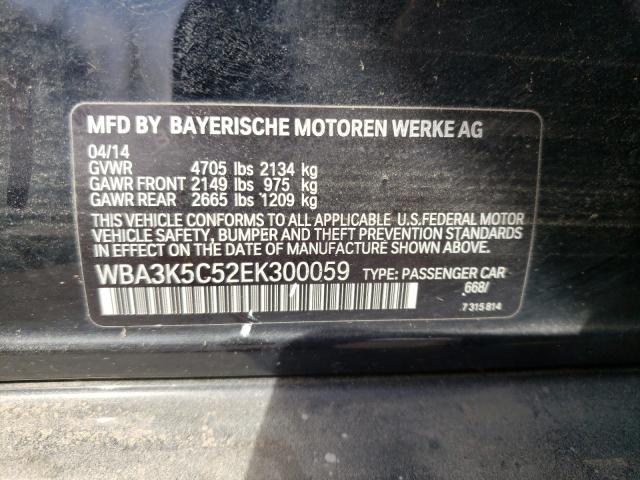 MFD BY BAYERISCHE MOTOREN WERKE AG
04/14
GVWR 4705 lbs 2134 kg
GAWR FRONT 2149 lbs 975 kg
GAWR REAR 2665 lbs 1209 kg
THIS VEHICLE CONFORMS TO ALL APPLICABLE U.S.FEDERAL MOTOR
VEHICLE SAFETY, BUMPER AND THEFT PREVENTION STANDARDS
IN EFFECT ON THE DATE OF MANUFACTURE SHOWN ABOVE.
WBA3K5C52EK300059 TYPE: PASSENGER CAR
668/
7 315 814